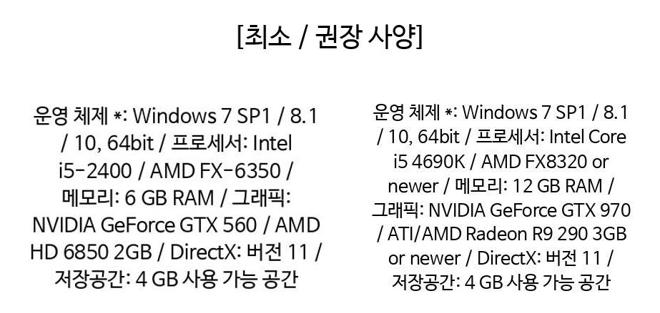 [최소 / 권장 사양]
운영 체제 *: Windows 7 SP1 / 8.1
/ 10, 64bit / 프로세서: Intel
i5-2400 / AMD FX-6350 /
메모리: 6 GB RAM / 그래픽:
NVIDIA GeForce GTX 560 / AMD
HD 6850 2GB / DirectX: 버전 11 /
저장공간: 4 GB 사용 가능 공간
운영 체제 *: Windows 7 SP1 / 8.1
/ 10, 64bit / 프로세서: Intel Core
i5 4690K / AMD FX8320 or
newer / 메모리: 12 GB RAM /
그래픽: NVIDIA GeForce GTX 970
/ ATI/AMD Radeon R9 290 3GB
or newer / DirectX: 버전 11 /
저장공간: 4 GB 사용 가능 공간